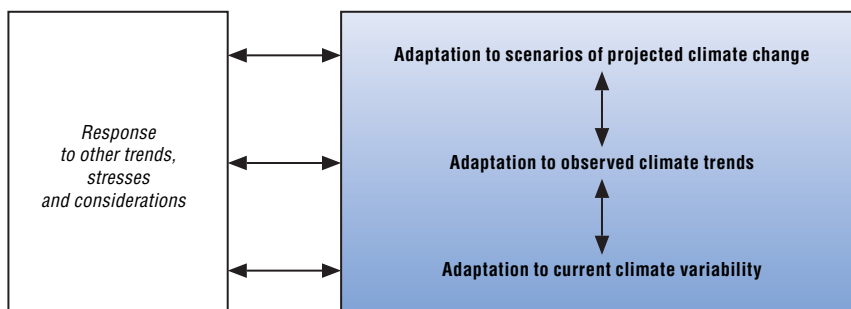 Adaptation to scenarios of projected climate change
Response
to other trends,
stresses
and considerations
Adaptation to observed climate trends
Adaptation to current climate variability